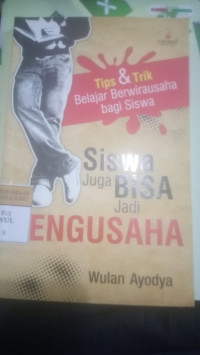 Tips & Trik
Belajar Berwirausaha
bagi Siswa
Siswa
Juga BISA
Jadi
ENGUSAHA
Wulan Ayodya